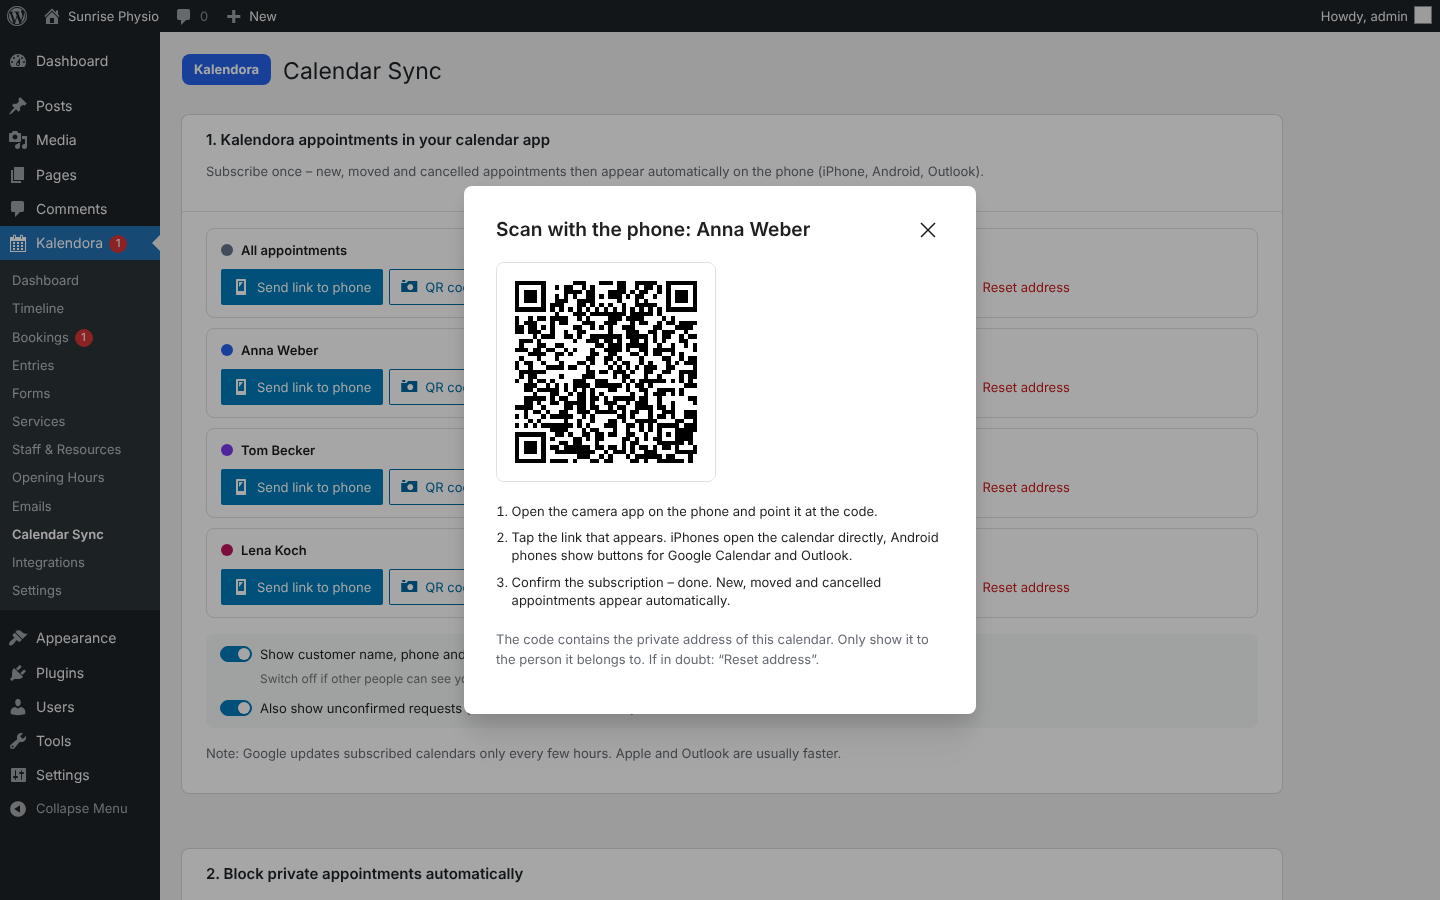 Sunrise Physio
0
New
Howdy, admin
Dashboard
Posts
Media
Pages
Comments
Kalendora 1
Dashboard
Timeline
Bookings 1
Entries
Forms
Services
Staff & Resources
Opening Hours
Emails
Calendar Sync
Integrations
Settings
Appearance
Plugins
Users
Tools
Settings
Collapse Menu
Kalendora
Calendar Sync
1. Kalendora appointments in your calendar app
Subscribe once – new, moved and cancelled appointments then appear automatically on the phone (iPhone, Android, Outlook).
All appointments
Send link to phone
QR
Reset address
Anna Weber
Send link to phone
QR
Reset address
Tom Becker
Send link to phone
QR
Reset address
Lena Koch
Send link to phone
QR
Reset address
Show customer name, phone and
Switch off if other people can see
Also show unconfirmed requests
Note: Google updates subscribed calendars only every few hours. Apple and Outlook are usually faster.
2. Block private appointments automatically
Scan with the phone: Anna Weber
1. Open the camera app on the phone and point it at the code.
2. Tap the link that appears. iPhones open the calendar directly, Android
phones show buttons for Google Calendar and Outlook.
3. Confirm the subscription – done. New, moved and cancelled
appointments appear automatically.
The code contains the private address of this calendar. Only show it to
the person it belongs to. If in doubt: “Reset address”.